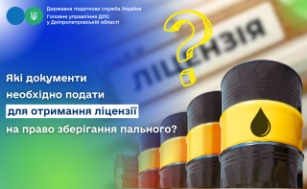 Державна податкова служба України
Головне управління ДПС
у Дніпропетровській області
ЛІЦЕНЗІЯ
?
Які документи
необхідно подати
для отримання ліцензії
на право зберігання пального?